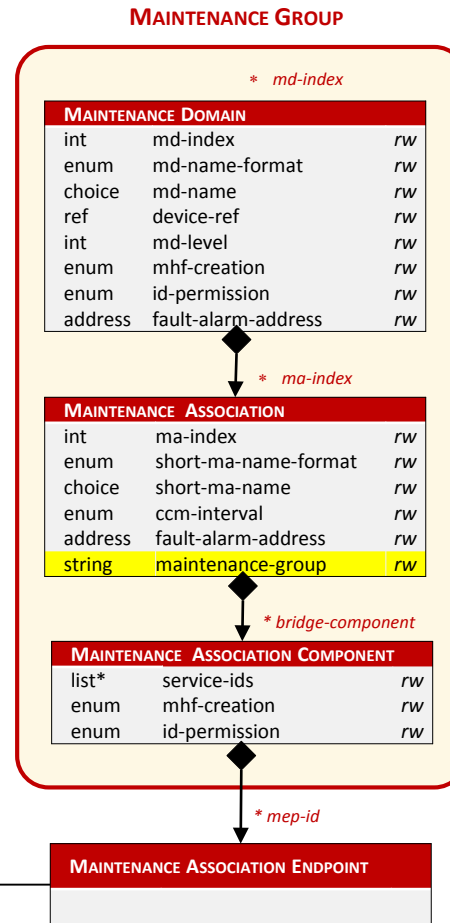 MAINTENANCE GROUP
* md-index
MAINTENANCE DOMAIN
int md-index rw
enum md-name-format rw
choice md-name rw
ref device-ref rw
int md-level rw
enum mhf-creation rw
enum id-permission rw
address fault-alarm-address rw
* ma-index
MAINTENANCE ASSOCIATION
int ma-index rw
enum short-ma-name-format rw
choice short-ma-name rw
enum ccm-interval rw
address fault-alarm-address rw
string maintenance-group rw
* bridge-component
MAINTENANCE ASSOCIATION COMPONENT
list* service-ids rw
enum mhf-creation rw
enum id-permission rw
* mep-id
MAINTENANCE ASSOCIATION ENDPOINT